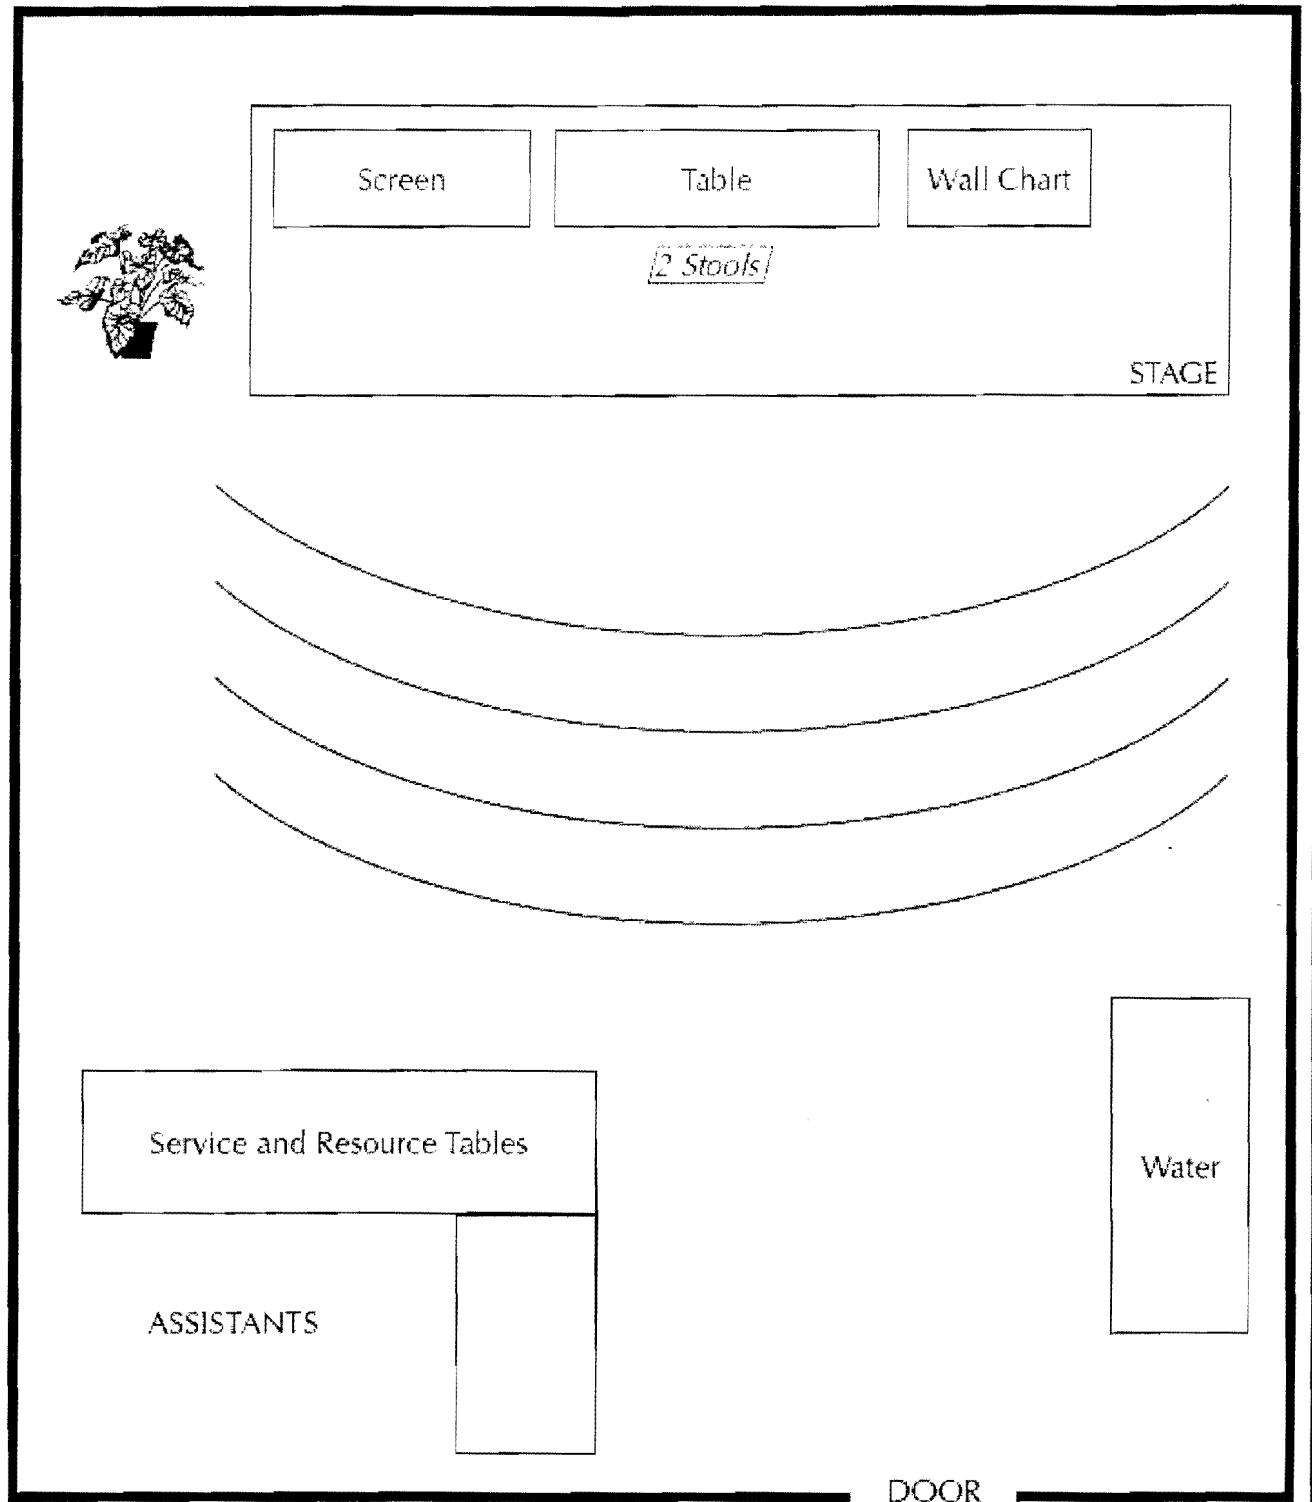 Screen
Table
Wall Chart
2 Stools
STAGE
Service and Resource Tables
Water
ASSISTANTS
DOOR